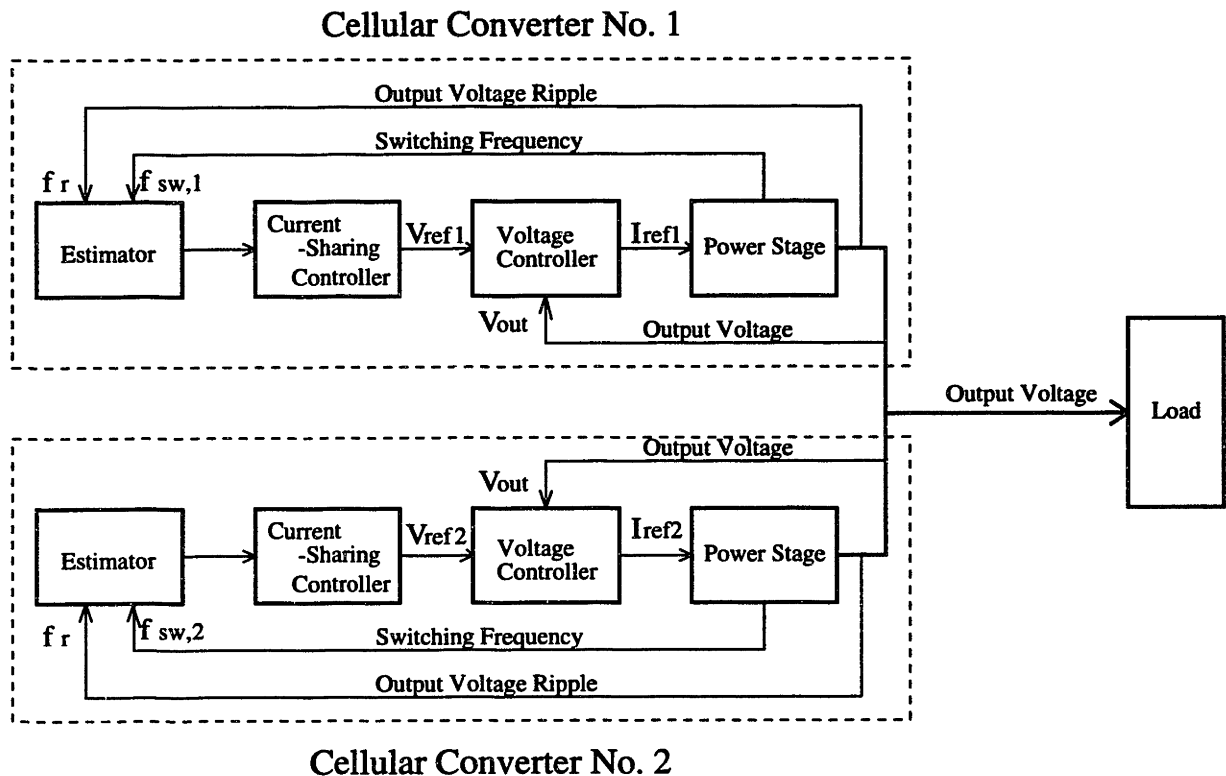 Cellular Converter No. 1
Output Voltage Ripple
Switching Frequency
f r
f sw,1
Estimator
Current
-Sharing
Controller
Vref1
Voltage
Controller
Iref1
Power Stage
Vout
Output Voltage
Output Voltage
Load
Output Voltage
Vout
Estimator
Current
-Sharing
Controller
Vref2
Voltage
Controller
Iref2
Power Stage
f r
f sw,2
Switching Frequency
Output Voltage Ripple
Cellular Converter No. 2